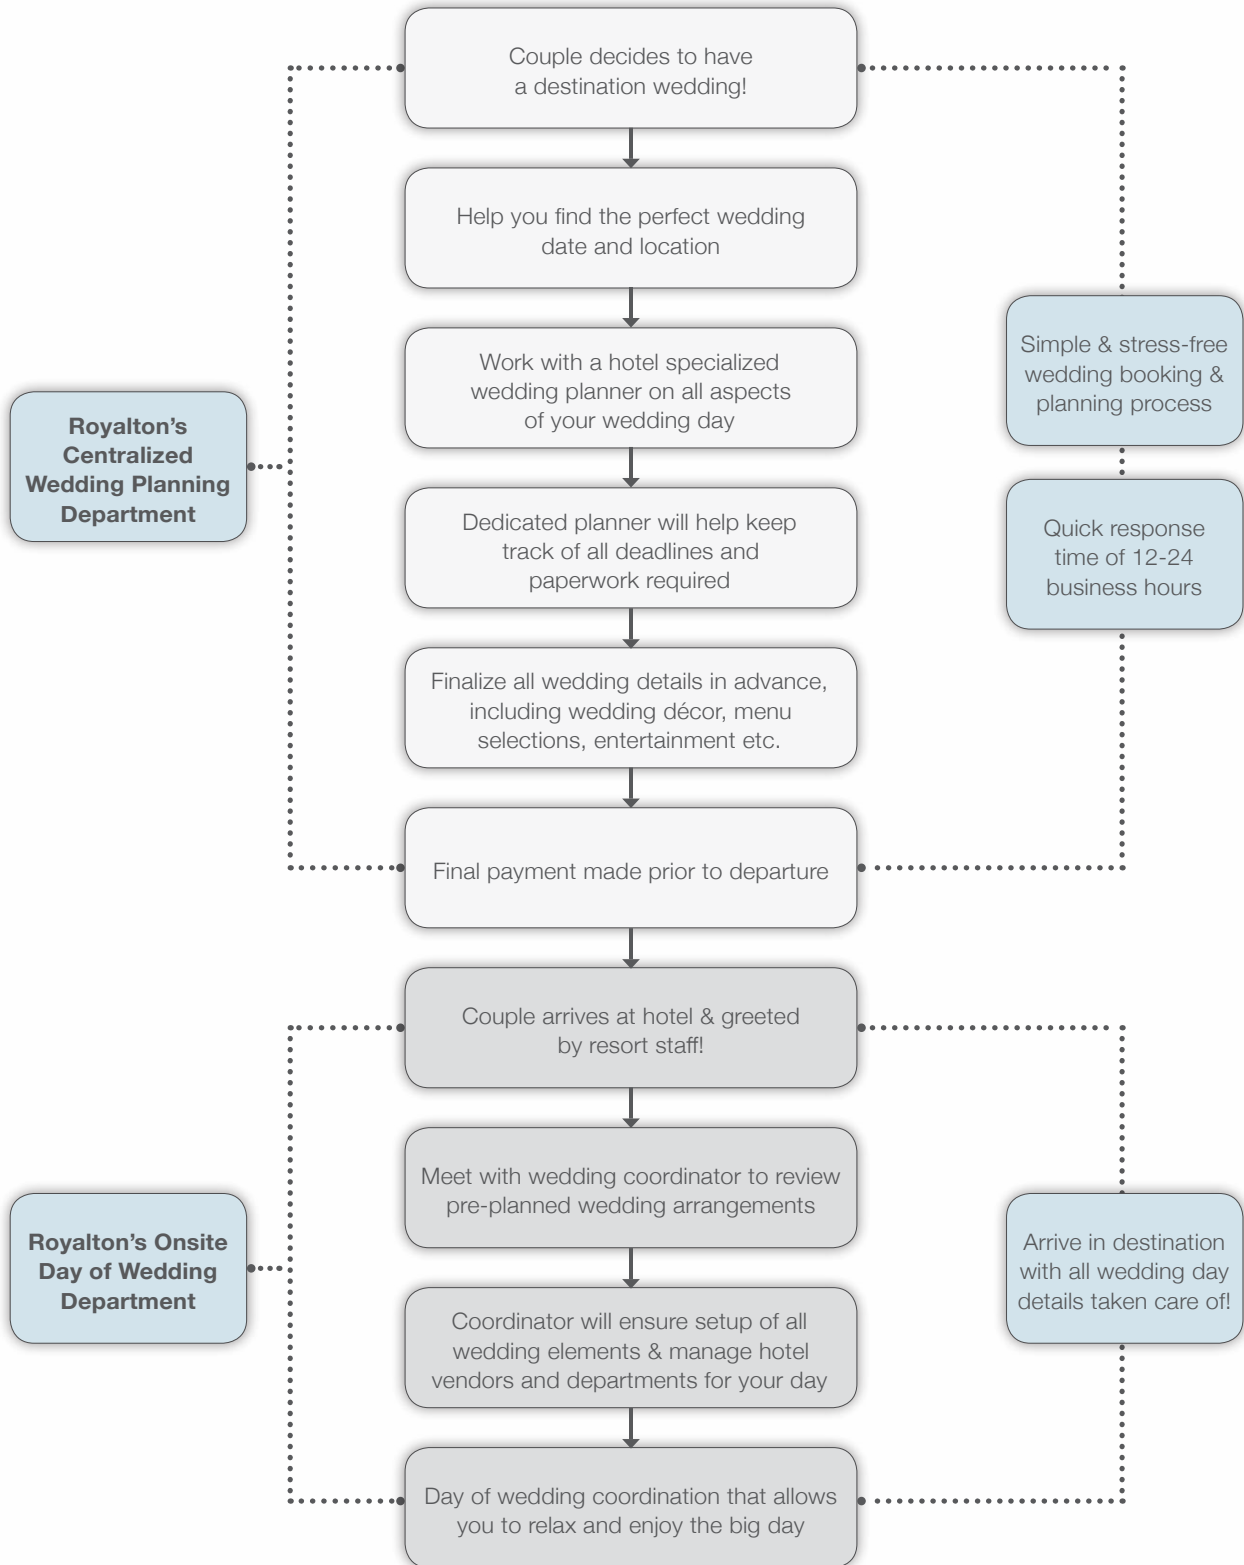 Couple decides to have
a destination wedding!
Help you find the perfect wedding
date and location
Work with a hotel specialized
wedding planner on all aspects
of your wedding day
Dedicated planner will help keep
track of all deadlines and
paperwork required
Finalize all wedding details in advance,
including wedding décor, menu
selections, entertainment etc.
Final payment made prior to departure
Royalton’s
Centralized
Wedding Planning
Department
Simple & stress-free
wedding booking &
planning process
Quick response
time of 12-24
business hours
Couple arrives at hotel & greeted
by resort staff!
Meet with wedding coordinator to review
pre-planned wedding arrangements
Coordinator will ensure setup of all
wedding elements & manage hotel
vendors and departments for your day
Day of wedding coordination that allows
you to relax and enjoy the big day
Royalton’s Onsite
Day of Wedding
Department
Arrive in destination
with all wedding day
details taken care of!